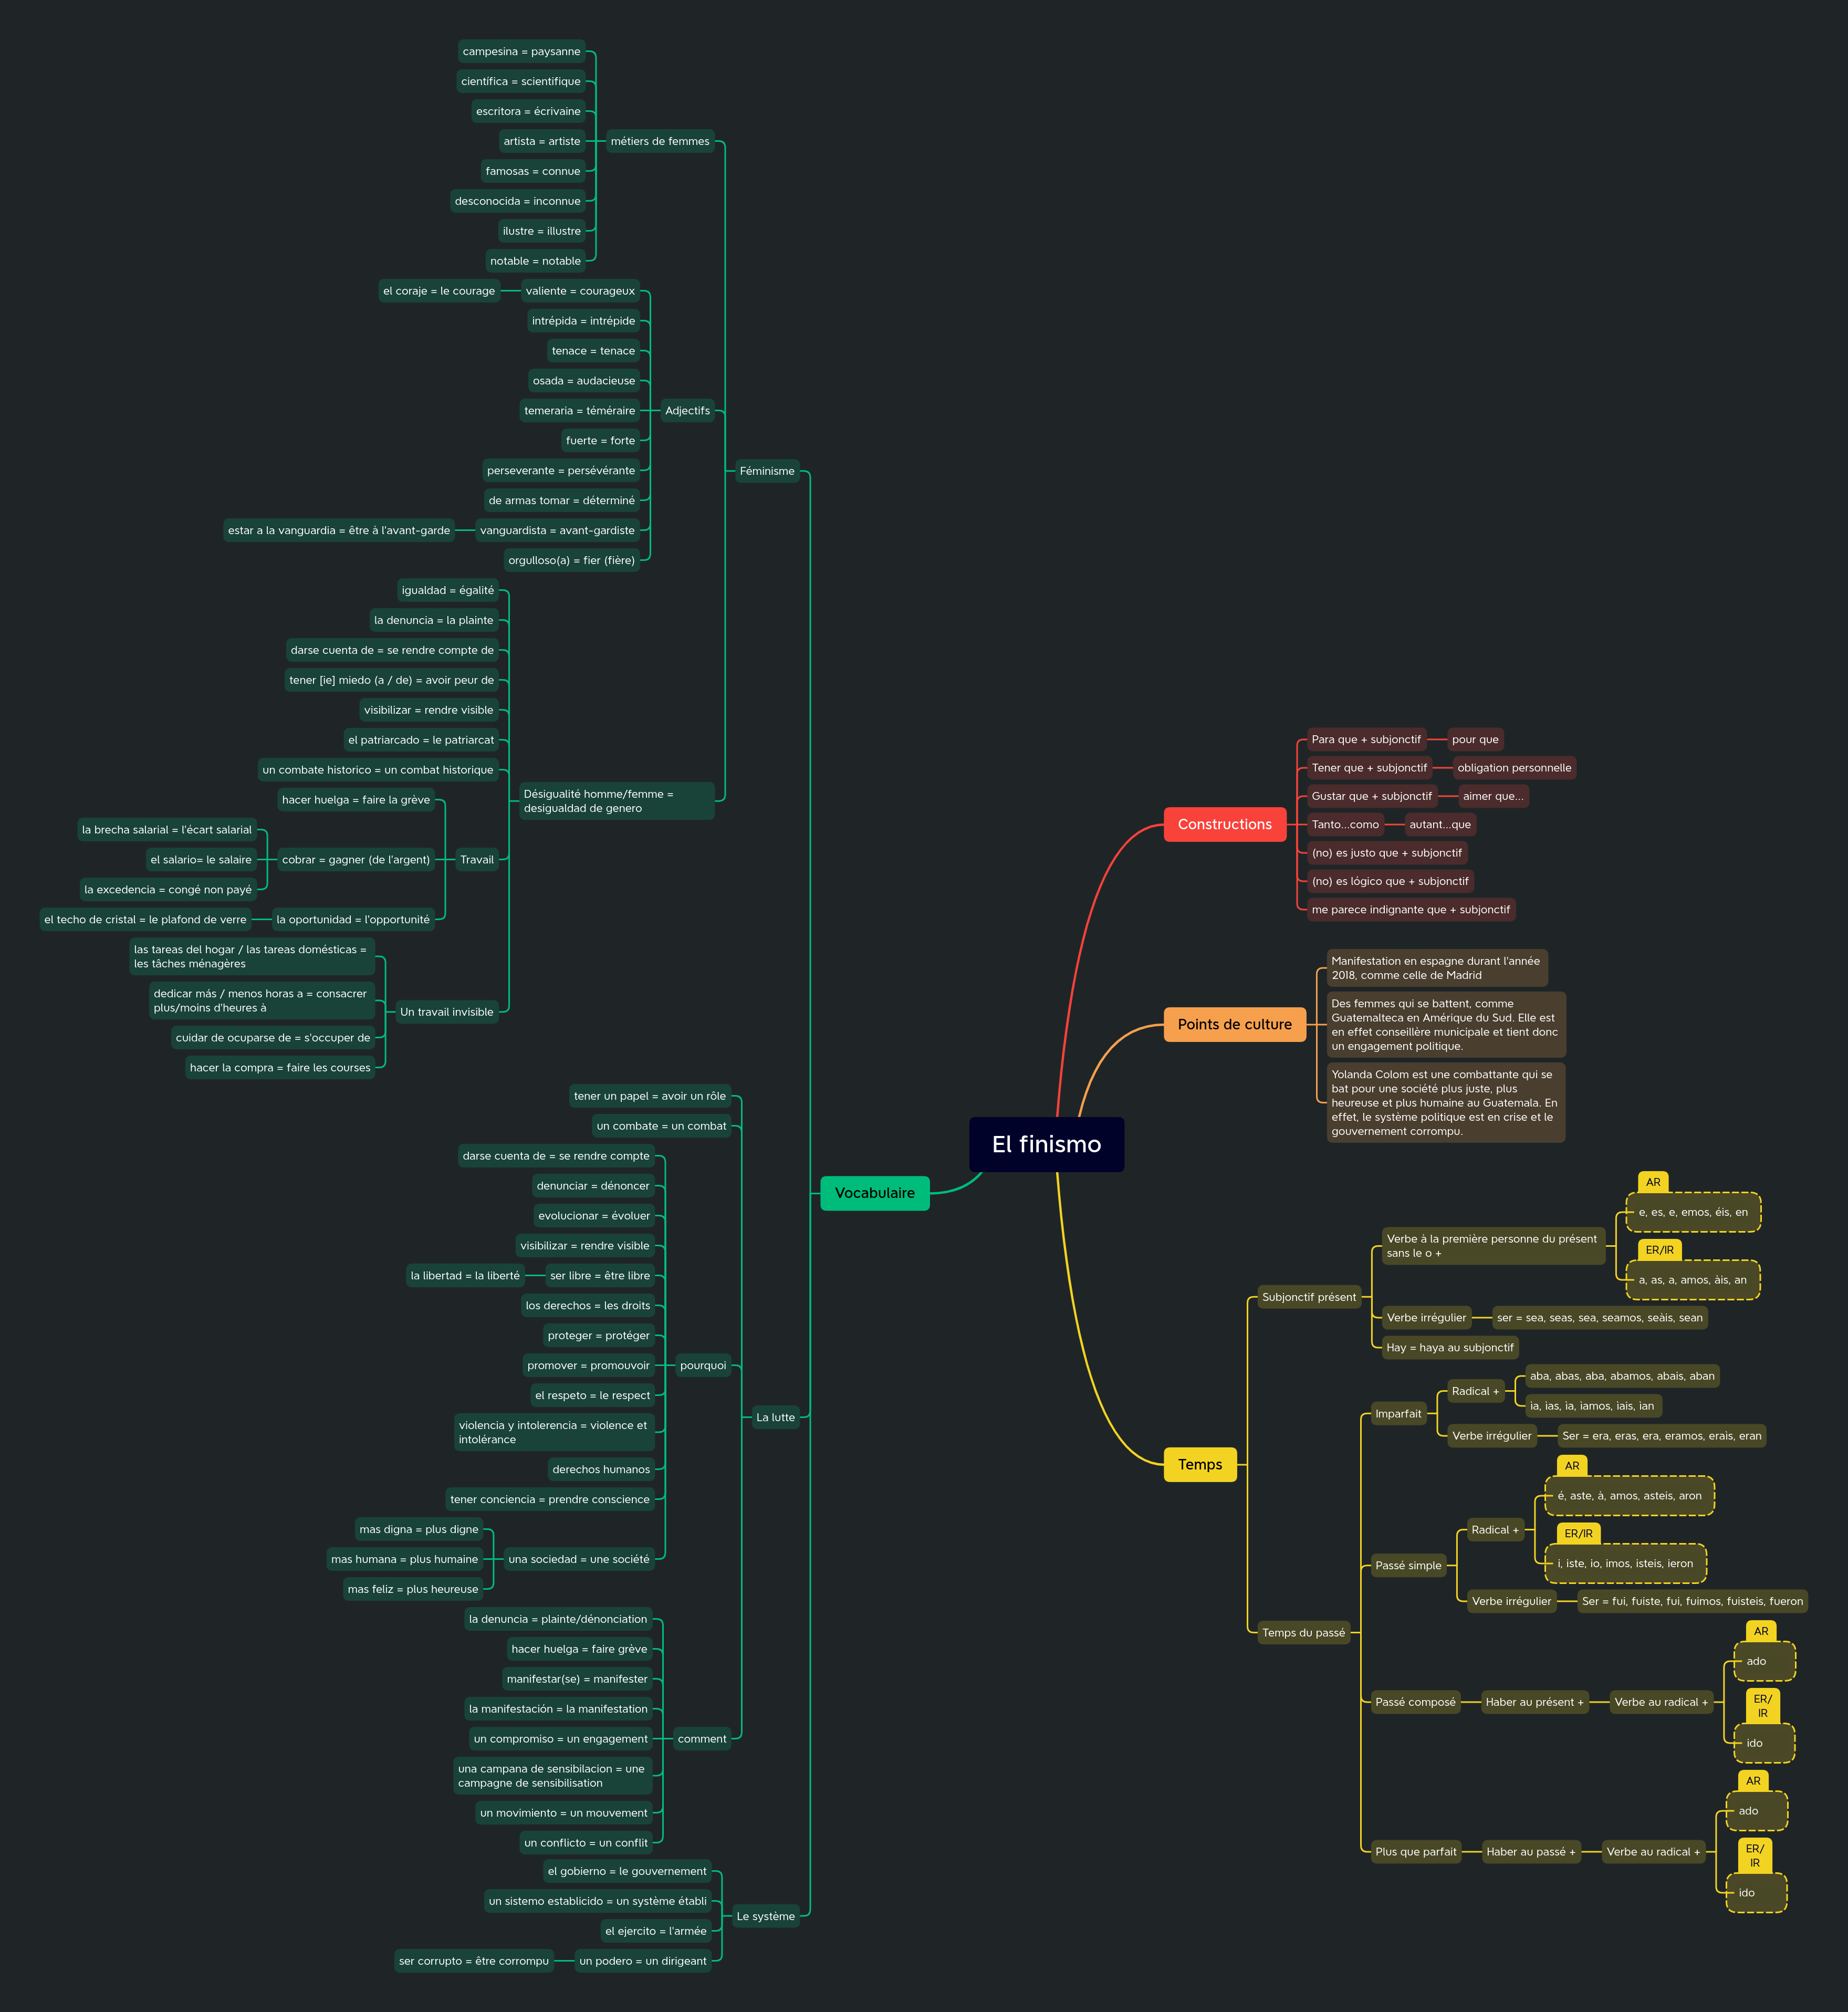 El finismo
Vocabulaire
Féminisme
métiers de femmes
campesina = paysanne
científica = scientifique
escritora = écrivaine
artista = artiste
famosas = connue
desconocida = inconnue
ilustre = illustre
notable = notable
Adjectifs
valiente = courageux
el coraje = le courage
intrépida = intrépide
tenace = tenace
osada = audacieuse
temeraria = téméraire
fuerte = forte
perseverante = persévérante
de armas tomar = déterminé
vanguardista = avant-gardiste
estar a la vanguardia = être à l'avant-garde
orgulloso(a) = fier (fière)
Désigualité homme/femme =
desigualdad de genero
igualdad = égalité
la denuncia = la plainte
darse cuenta de = se rendre compte de
tener [ie] miedo (a / de) = avoir peur de
visibilizar = rendre visible
el patriarcado = le patriarcat
un combate historico = un combat historique
Travail
hacer huelga = faire la grève
cobrar = gagner (de l'argent)
la brecha salarial = l'écart salarial
el salario= le salaire
la excedencia = congé non payé
la oportunidad = l'opportunité
el techo de cristal = le plafond de verre
Un travail invisible
las tareas del hogar / las tareas domésticas =
les tâches ménagères
dedicar más / menos horas a = consacrer
plus/moins d'heures à
cuidar de ocuparse de = s'occuper de
hacer la compra = faire les courses
La lutte
tener un papel = avoir un rôle
un combate = un combat
pourquoi
darse cuenta de = se rendre compte
denunciar = dénoncer
evolucionar = évoluer
visibilizar = rendre visible
ser libre = être libre
la libertad = la liberté
los derechos = les droits
proteger = protéger
promover = promouvoir
el respeto = le respect
violencia y intolerencia = violence et
intolérance
derechos humanos
tener conciencia = prendre conscience
una sociedad = une société
mas digna = plus digne
mas humana = plus humaine
mas feliz = plus heureuse
comment
la denuncia = plainte/dénonciation
hacer huelga = faire grève
manifestar(se) = manifester
la manifestación = la manifestation
un compromiso = un engagement
una campana de sensibilacion = une
campagne de sensibilisation
un movimiento = un mouvement
un conflicto = un conflit
Le système
el gobierno = le gouvernement
un sistemo establicido = un système établi
el ejercito = l'armée
un podero = un dirigeant
ser corrupto = être corrompu
Constructions
Para que + subjonctif
pour que
Tener que + subjonctif
obligation personnelle
Gustar que + subjonctif
aimer que...
Tanto...como
autant...que
(no) es justo que + subjonctif
(no) es lógico que + subjonctif
me parece indignante que + subjonctif
Points de culture
Manifestation en espagne durant l'année
2018, comme celle de Madrid
Des femmes qui se battent, comme
Guatemalteca en Amérique du Sud. Elle est
en effet conseillère municipale et tient donc
un engagement politique.
Yolanda Colom est une combattante qui se
bat pour une société plus juste, plus
heureuse et plus humaine au Guatemala. En
effet, le système politique est en crise et le
gouvernement corrompu.
Temps
Subjonctif présent
Verbe à la première personne du présent
sans le o +
AR
e, es, e, emos, éis, en
ER/IR
a, as, a, amos, àis, an
Verbe irrégulier
ser = sea, seas, sea, seamos, seàis, sean
Hay = haya au subjonctif
Temps du passé
Imparfait
Radical +
aba, abas, aba, abamos, abais, aban
ìa, ìas, ìa, ìamos, ìais, ìan
Verbe irrégulier
Ser = era, eras, era, eramos, erais, eran
Passé simple
Radical +
AR
é, aste, à, amos, asteis, aron
ER/IR
i, iste, io, imos, isteis, ieron
Verbe irrégulier
Ser = fui, fuiste, fui, fuimos, fuisteis, fueron
Passé composé
Haber au présent +
Verbe au radical +
AR
ado
ER/
IR
ido
Plus que parfait
Haber au passé +
Verbe au radical +
AR
ado
ER/
IR
ido